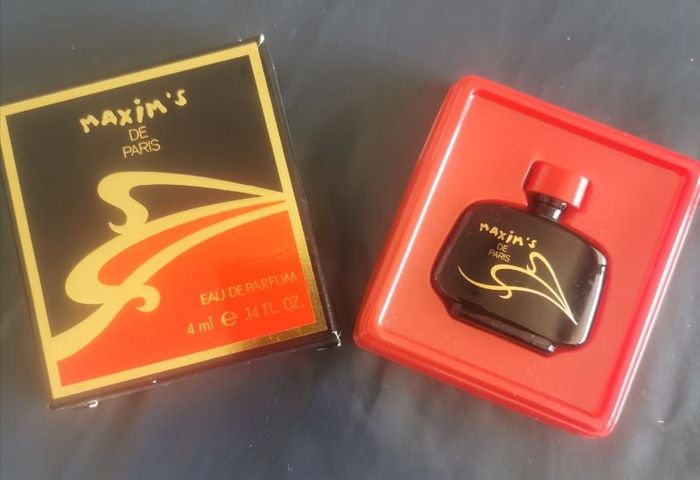 MAXiM'S
DE
PARIS
EAU DE PARFUM
4 ml e .14 FL. OZ.
MAXiM'S
DE
PARIS